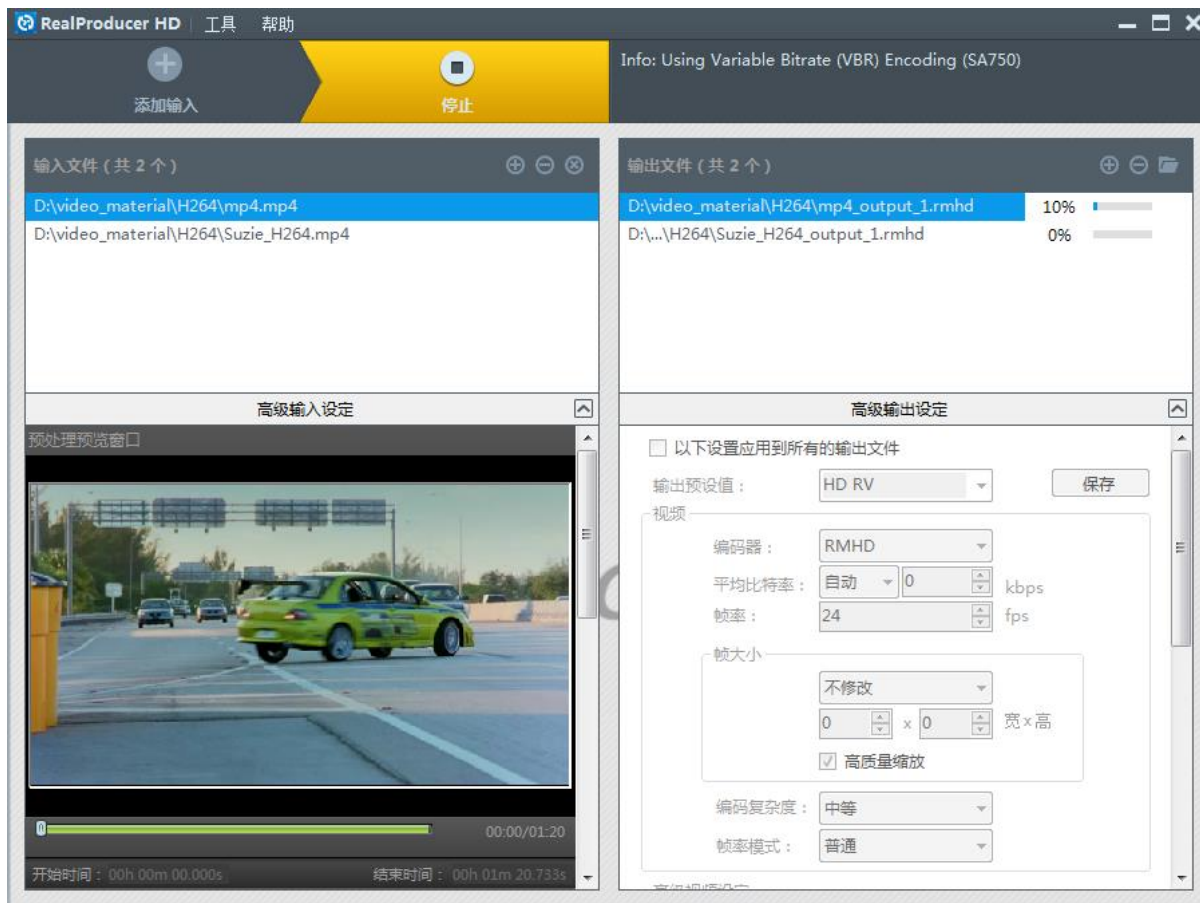 RealProducer HD 工具 帮助
添加输入
停止
Info: Using Variable Bitrate (VBR) Encoding (SA750)
输入文件 ( 共 2 个 )
D:\video_material\H264\mp4.mp4
D:\video_material\H264\Suzie_H264.mp4
高级输入设定
预处理预览窗口
00:00/01:20
开始时间 : 00h 00m 00.000s 结束时间 : 00h 01m 20.733s
输出文件 ( 共 2 个 )
D:\video_material\H264\mp4_output_1.rmhd 10%
D:\...\H264\Suzie_H264_output_1.rmhd 0%
高级输出设定
以下设置应用到所有的输出文件
输出预设值 : HD RV 保存
视频
编码器 : RMHD
平均比特率 : 自动 0 kbps
帧率 : 24 fps
帧大小
不修改
0 x 0 宽 x 高
高质量缩放
编码复杂度 : 中等
帧率模式 : 普通
高级视频设定